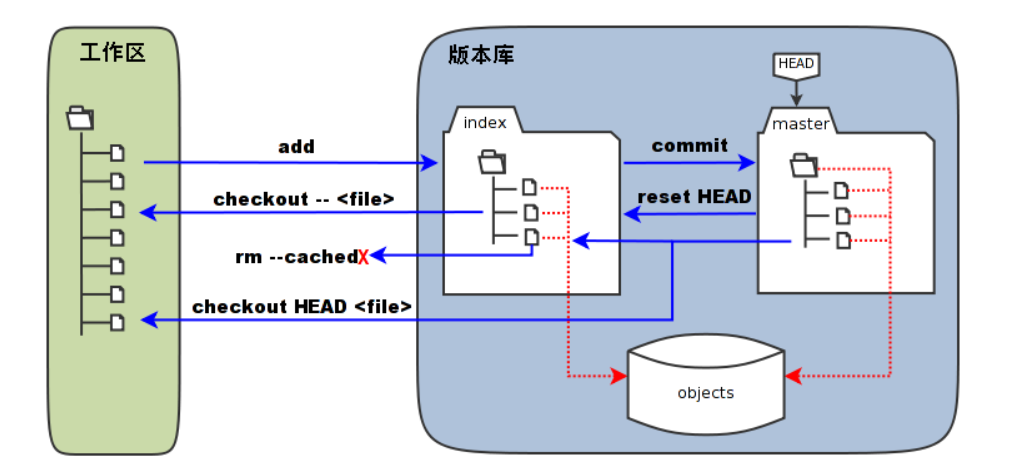 工作区
版本库
HEAD
index
master
add
commit
checkout -- <file>
reset HEAD
rm --cachedX
checkout HEAD <file>
objects